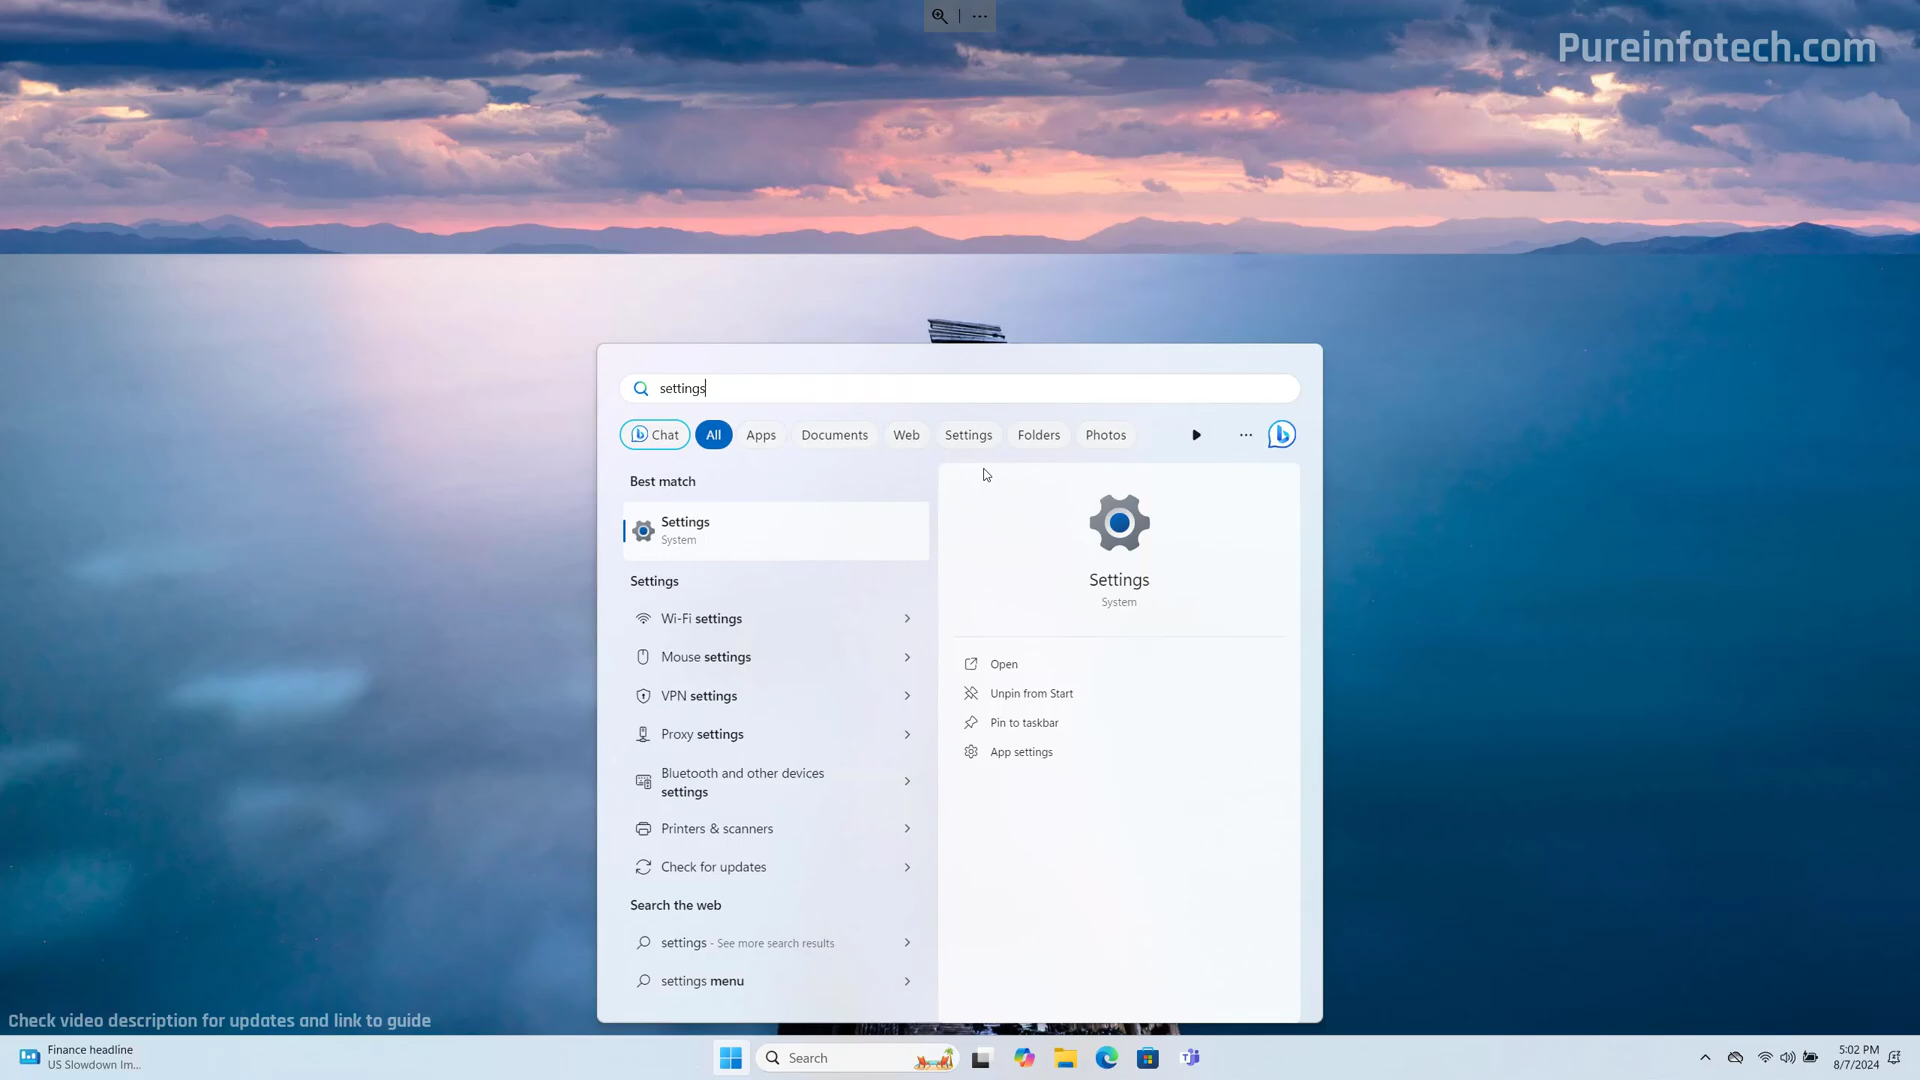 Pureinfotech.com
settings
Chat
All
Apps
Documents
Web
Settings
Folders
Photos
Best match
Settings
System
Settings
Wi-Fi settings
Mouse settings
VPN settings
Proxy settings
Bluetooth and other devices
settings
Printers & scanners
Check for updates
Search the web
settings - See more search results
settings menu
Settings
System
Open
Unpin from Start
Pin to taskbar
App settings
Check video description for updates and link to guide
Finance headline
US Slowdown Im...
Search
5:02 PM
8/7/2024